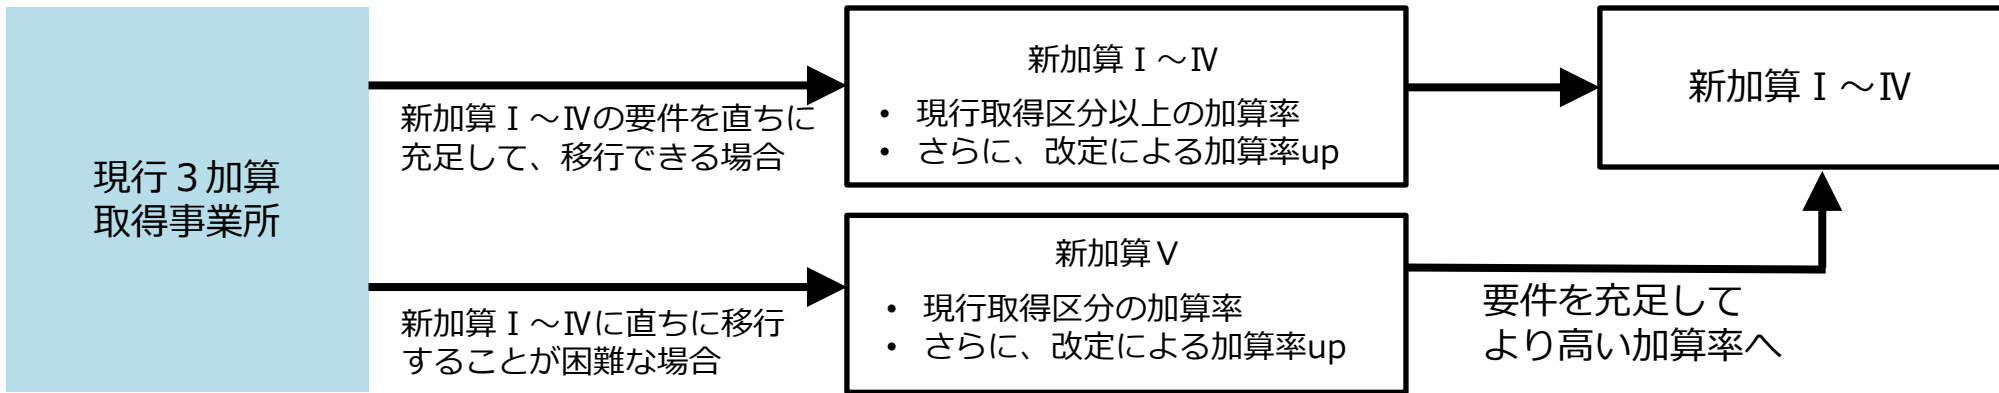 現行３加算
取得事業所
新加算Ⅰ～Ⅳの要件を直ちに
充足して、移行できる場合
新加算Ⅰ～Ⅳに直ちに移行
することが困難な場合
新加算Ⅰ～Ⅳ
• 現行取得区分以上の加算率
• さらに、改定による加算率up
新加算Ⅴ
• 現行取得区分の加算率
• さらに、改定による加算率up
新加算Ⅰ～Ⅳ
要件を充足して
より高い加算率へ